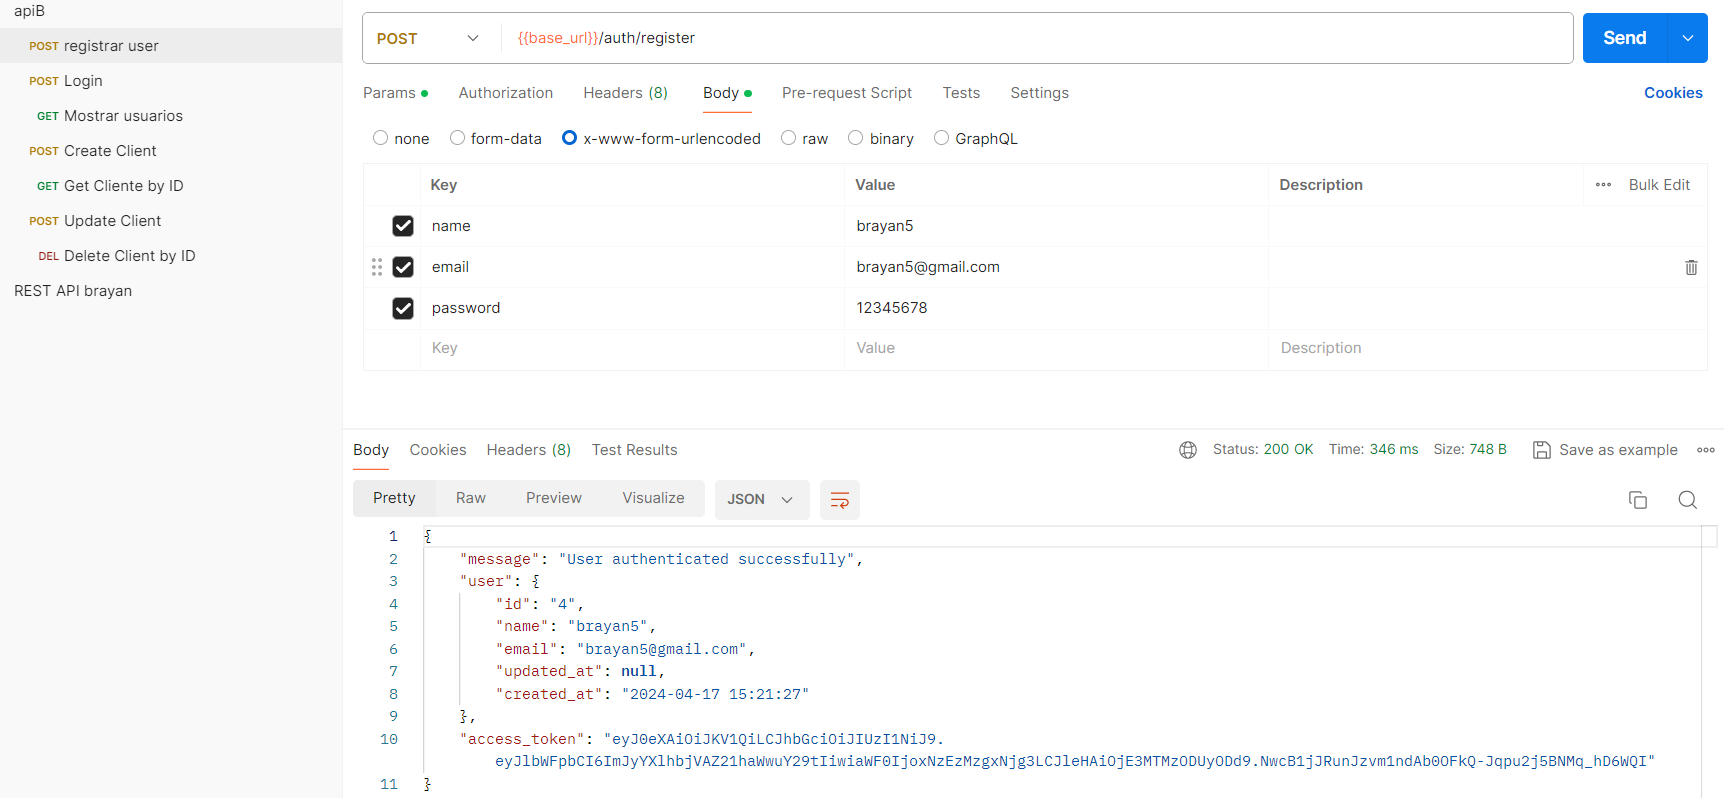 apiB
POST registrar user
POST Login
GET Mostrar usuarios
POST Create Client
GET Get Cliente by ID
POST Update Client
DEL Delete Client by ID
REST API brayan
POST {{base_url}}/auth/register Send
Params Authorization Headers (8) Body Pre-request Script Tests Settings Cookies
none form-data x-www-form-urlencoded raw binary GraphQL
Key Value Description Bulk Edit
name brayan5
email brayan5@gmail.com
password 12345678
Key Value Description
Body Cookies Headers (8) Test Results Status: 200 OK Time: 346 ms Size: 748 B Save as example
Pretty Raw Preview Visualize JSON
1 {
2 "message": "User authenticated successfully",
3 "user": {
4 "id": "4",
5 "name": "brayan5",
6 "email": "brayan5@gmail.com",
7 "updated_at": null,
8 "created_at": "2024-04-17 15:21:27"
9 },
10 "access_token": "eyJ0eXAiOiJKV1QiLCJhbGciOiJIUzI1NiJ9.
eyJlbWFpbCI6ImJyYXlhbjVAZ21haWwuY29tIiwiaWF0IjoxNzEzMzgxNjg3LCJleHAiOjE3MTMzODUyODd9.NwcB1jJRunJzvm1ndAb0OFkQ-Jqpu2j5BNMq_hD6WQI"
11 }